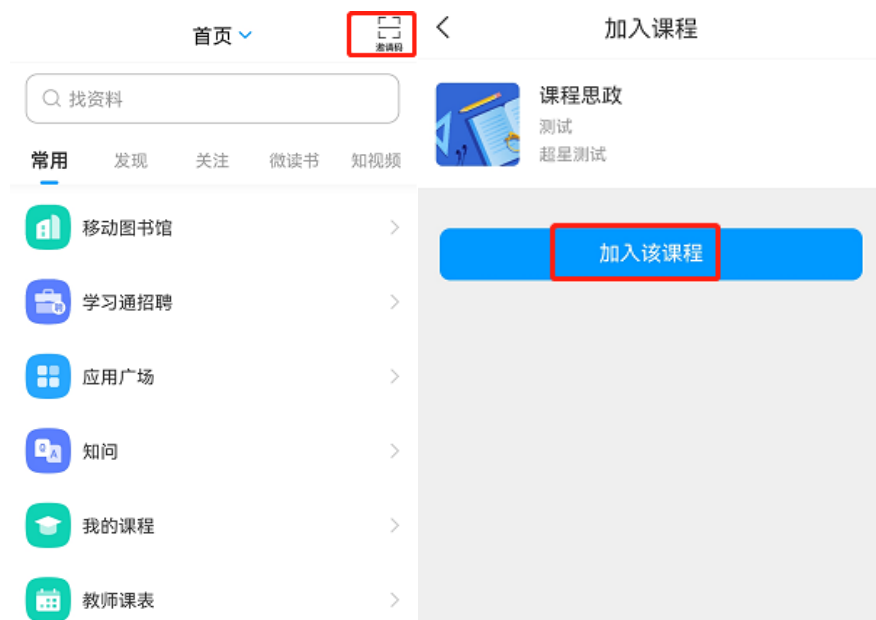 首页
邀请码
找资料
常用 发现 关注 微读书 知视频
移动图书馆
学习通招聘
应用广场
知问
我的课程
教师课表
加入课程
课程思政
测试
超星测试
加入该课程